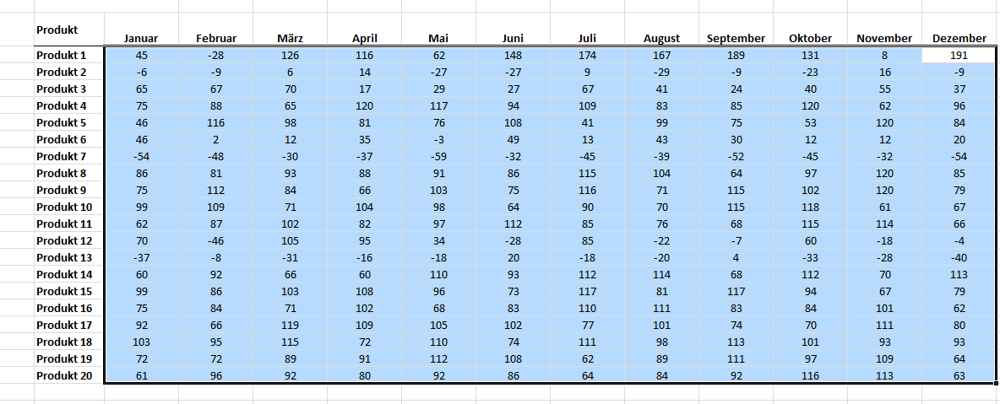 Produkt
Januar Februar März April Mai Juni Juli August September Oktober November Dezember
Produkt 1 45 -28 126 116 62 148 174 167 189 131 8 191
Produkt 2 -6 -9 6 14 -27 -27 9 -29 -9 -23 16 -9
Produkt 3 65 67 70 17 29 27 67 41 24 40 55 37
Produkt 4 75 88 65 120 117 94 109 83 85 120 62 96
Produkt 5 46 116 98 81 76 108 41 99 75 53 120 84
Produkt 6 46 2 12 35 -3 49 13 43 30 12 12 20
Produkt 7 -54 -48 -30 -37 -59 -32 -45 -39 -52 -45 -32 -54
Produkt 8 86 81 93 88 91 86 115 104 64 97 120 85
Produkt 9 75 112 84 66 103 75 116 71 115 102 120 79
Produkt 10 99 109 71 104 98 64 90 70 115 118 61 67
Produkt 11 62 87 102 82 97 112 85 76 68 115 114 66
Produkt 12 70 -46 105 95 34 -28 85 -22 -7 60 -18 -4
Produkt 13 -37 -8 -31 -16 -18 20 -18 -20 4 -33 -28 -40
Produkt 14 60 92 66 60 110 93 112 114 68 112 70 113
Produkt 15 99 86 103 108 96 73 117 81 117 94 67 79
Produkt 16 75 84 71 102 68 83 110 111 83 84 101 62
Produkt 17 92 66 119 109 105 102 77 101 74 70 111 80
Produkt 18 103 95 115 72 110 74 111 98 113 101 93 93
Produkt 19 72 72 89 91 112 108 62 89 111 97 109 64
Produkt 20 61 96 92 80 92 86 64 84 92 116 113 63